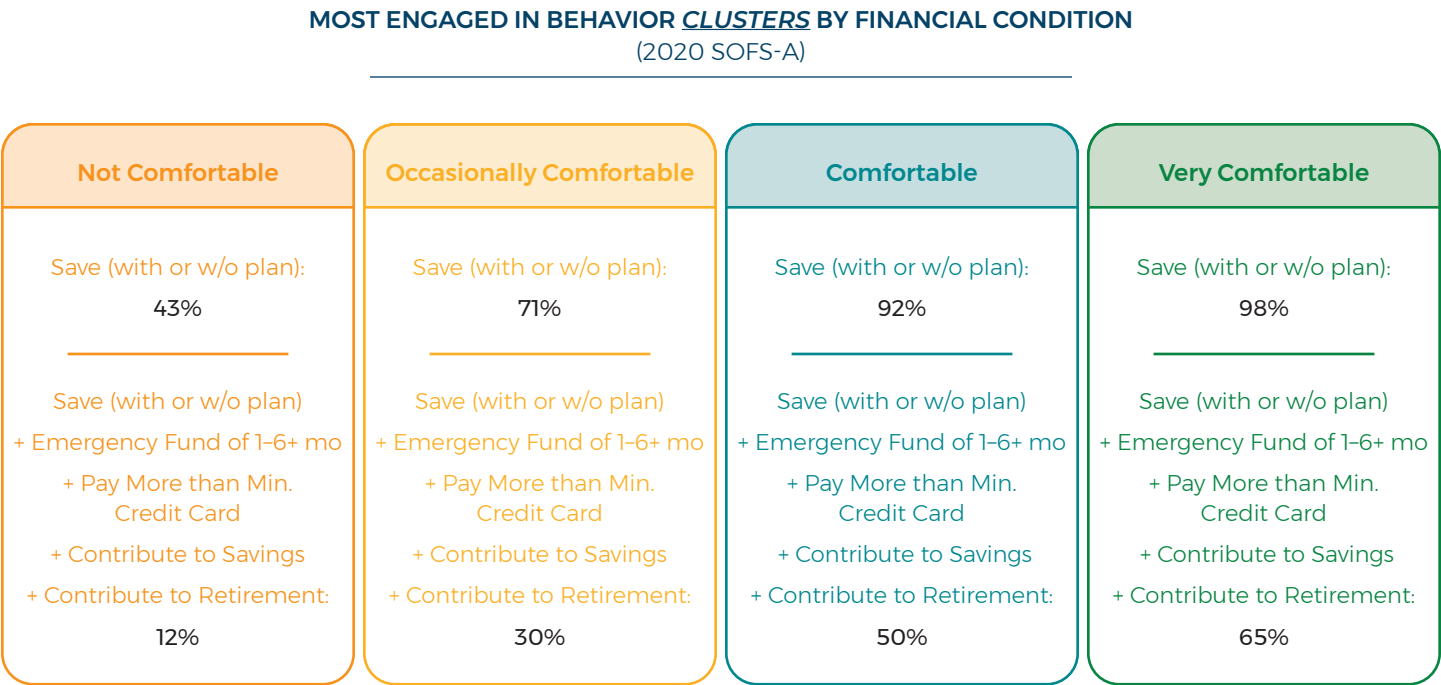 MOST ENGAGED IN BEHAVIOR CLUSTERS BY FINANCIAL CONDITION
(2020 SOFS-A)
Not Comfortable
Save (with or w/o plan):
43%
Save (with or w/o plan)
+ Emergency Fund of 1–6+ mo
+ Pay More than Min.
Credit Card
+ Contribute to Savings
+ Contribute to Retirement:
12%
Occasionally Comfortable
Save (with or w/o plan):
71%
Save (with or w/o plan)
+ Emergency Fund of 1–6+ mo
+ Pay More than Min.
Credit Card
+ Contribute to Savings
+ Contribute to Retirement:
30%
Comfortable
Save (with or w/o plan):
92%
Save (with or w/o plan)
+ Emergency Fund of 1–6+ mo
+ Pay More than Min.
Credit Card
+ Contribute to Savings
+ Contribute to Retirement:
50%
Very Comfortable
Save (with or w/o plan):
98%
Save (with or w/o plan)
+ Emergency Fund of 1–6+ mo
+ Pay More than Min.
Credit Card
+ Contribute to Savings
+ Contribute to Retirement:
65%